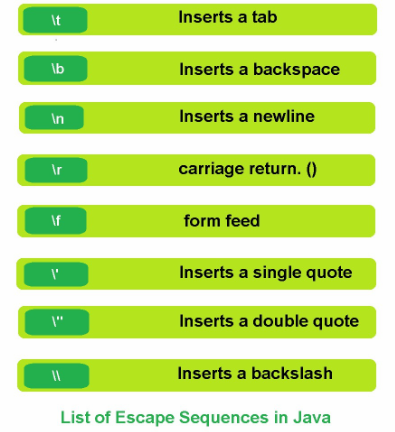 \t Inserts a tab
\b Inserts a backspace
\n Inserts a newline
\r carriage return. ()
\f form feed
\' Inserts a single quote
\" Inserts a double quote
\\ Inserts a backslash
List of Escape Sequences in Java